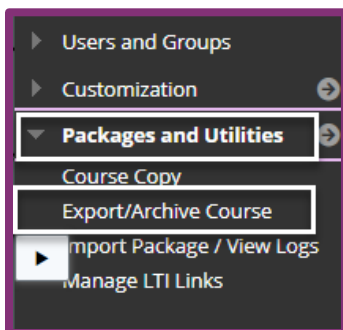 Users and Groups
Customization
Packages and Utilities
Course Copy
Export/Archive Course
Import Package / View Logs
Manage LTI Links